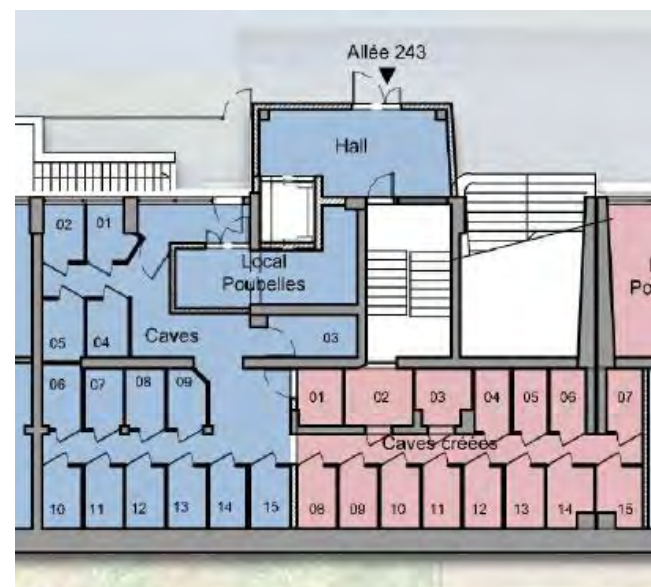 Allée 243
Hall
02 01
Local
Poubelles
Po
05 04
Caves
03
06 07 08 09
01 02 03 04 05 06 07
Caves créées
10 11 12 13 14 15
08 09 10 11 12 13 14 15